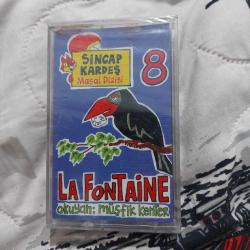 SİNCAP
KARDEŞ
Masal Dizisi
8
LA FONTAINE
okuyan: müşfik kenter